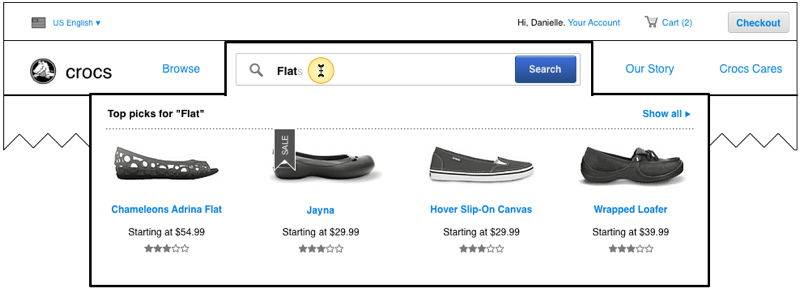 US English ▾
Hi, Danielle. Your Account
Cart (2)
Checkout
crocs
Browse
Flats
Search
Our Story
Crocs Cares
Top picks for "Flat"
Show all ▸
SALE
Chameleons Adrina Flat
Jayna
Hover Slip-On Canvas
Wrapped Loafer
Starting at $54.99
Starting at $29.99
Starting at $29.99
Starting at $39.99